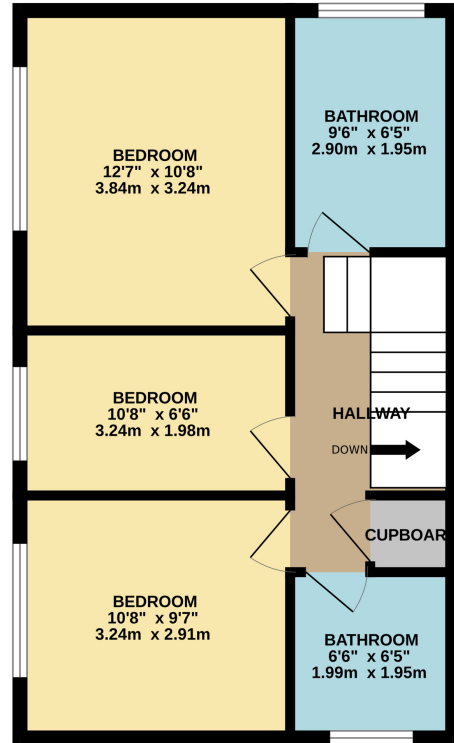 BATHROOM
9'6" x 6'5"
2.90m x 1.95m
BEDROOM
12'7" x 10'8"
3.84m x 3.24m
BEDROOM
10'8" x 6'6"
3.24m x 1.98m
HALLWAY
DOWN
CUPBOAR
BEDROOM
10'8" x 9'7"
3.24m x 2.91m
BATHROOM
6'6" x 6'5"
1.99m x 1.95m